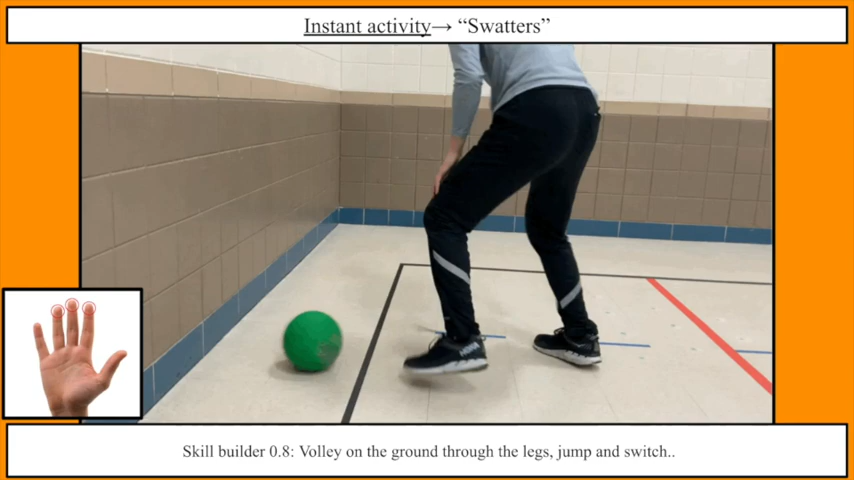 Instant activity→ “Swatters”
Skill builder 0.8: Volley on the ground through the legs, jump and switch..